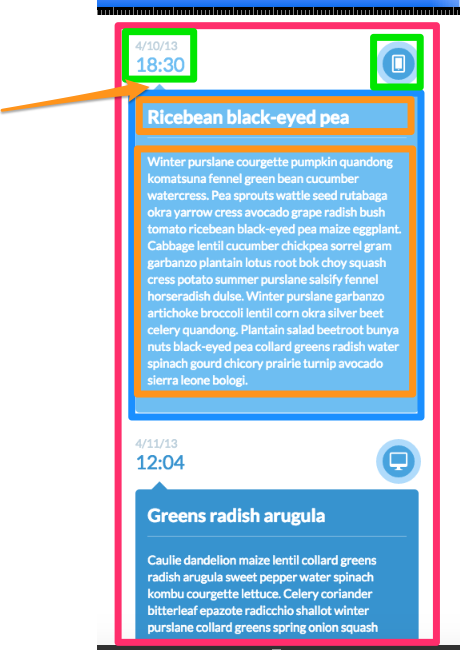 4/10/13
18:30
Ricebean black-eyed pea
Winter purslane courgette pumpkin quandong
komatsuna fennel green bean cucumber
watercress. Pea sprouts wattle seed rutabaga
okra yarrow cress avocado grape radish bush
tomato ricebean black-eyed pea maize eggplant.
Cabbage lentil cucumber chickpea sorrel gram
garbanzo plantain lotus root bok choy squash
cress potato summer purslane salsify fennel
horseradish dulse. Winter purslane garbanzo
artichoke broccoli lentil corn okra silver beet
celery quandong. Plantain salad beetroot bunya
nuts black-eyed pea collard greens radish water
spinach gourd chicory prairie turnip avocado
sierra leone bologi.
4/11/13
12:04
Greens radish arugula
Caulie dandelion maize lentil collard greens
radish arugula sweet pepper water spinach
kombu courgette lettuce. Celery coriander
bitterleaf epazote radicchio shallot winter
purslane collard greens spring onion squash